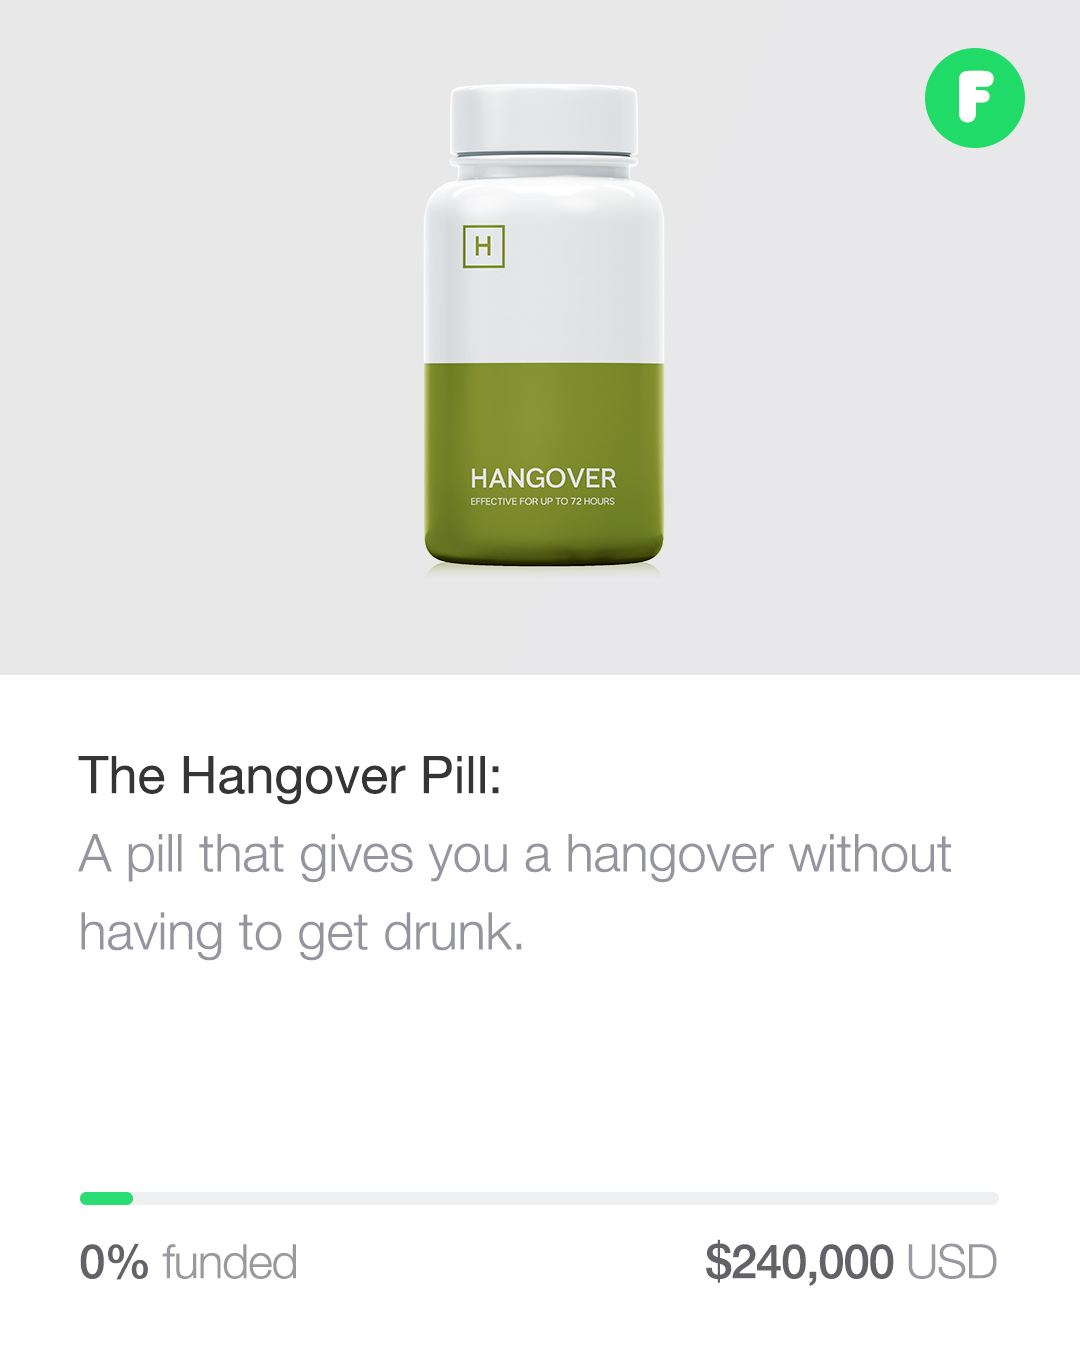 F
H
HANGOVER
EFFECTIVE FOR UP TO 72 HOURS
The Hangover Pill:
A pill that gives you a hangover without
having to get drunk.
0% funded
$240,000 USD